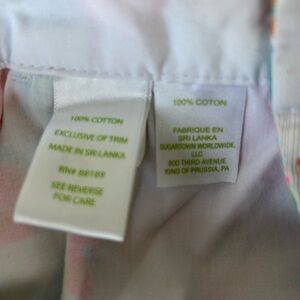 100% COTTON
EXCLUSIVE OF TRIM
MADE IN SRI LANKA
RN# 88189
SEE REVERSE
FOR CARE
100% COTON
FABRIQUE EN
SRI LANKA
SUGARTOWN WORLDWIDE,
LLC
800 THIRD AVENUE
KING OF PRUSSIA, PA